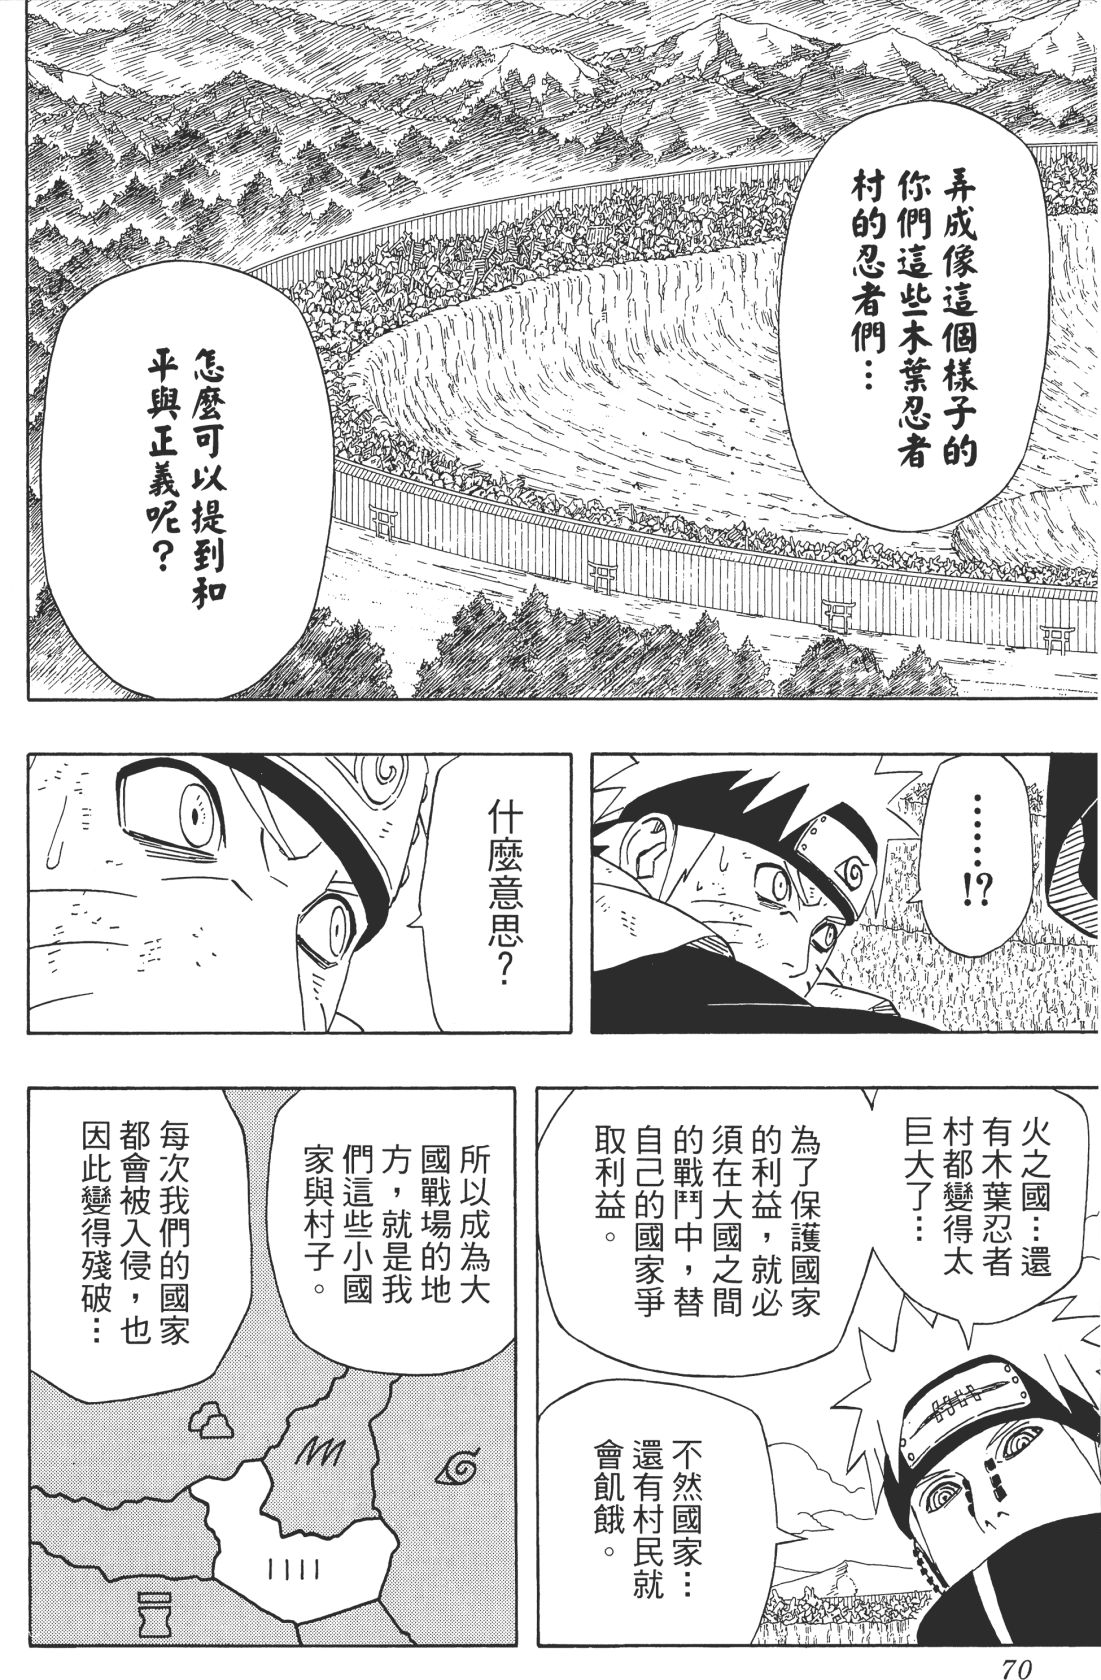 弄成像這個樣子的
你們這些木葉忍者
村的忍者們…
怎麼可以提到和
平與正義呢？
………!?
什麼意思？
火之國…還
有木葉忍者
村都變得太
巨大了…
為了保護國家
的利益，就必
須在大國之間
的戰鬥中，替
自己的國家爭
取利益。
不然國家…
還有村民就
會飢餓。
所以成為大
國戰場的地
方，就是我
們這些小國
家與村子。
每次我們的國家
都會被入侵，也
因此變得殘破…
70